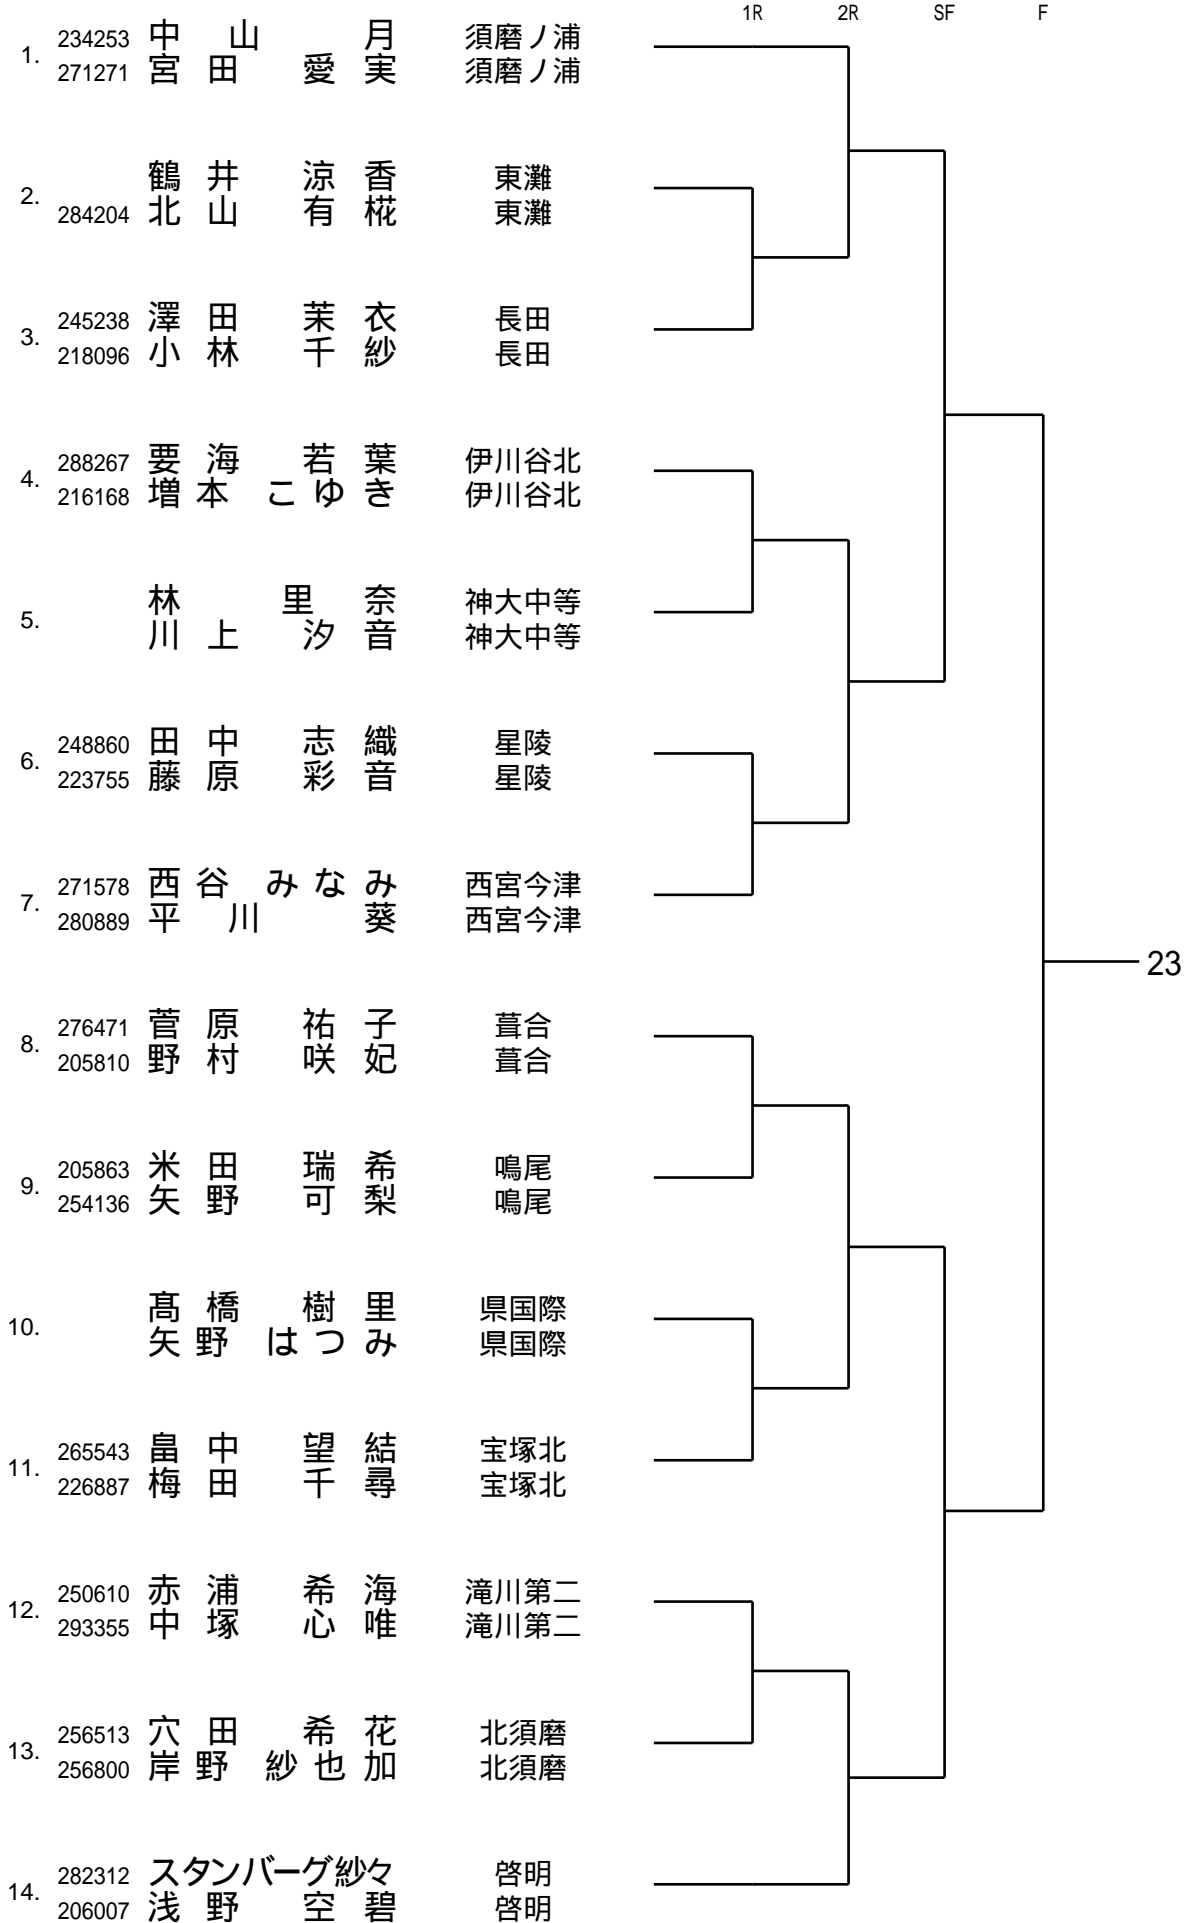 1R 2R SF F
1. 234253 中山 月 須磨ノ浦
271271 宮田 愛実 須磨ノ浦
2. 鶴井 涼香 東灘
284204 北山 有椛 東灘
3. 245238 澤田 茉衣 長田
218096 小林 千紗 長田
4. 288267 要海 若葉 伊川谷北
216168 増本 こゆき 伊川谷北
5. 林 里奈 神大中等
川上 汐音 神大中等
6. 248860 田中 志織 星陵
223755 藤原 彩音 星陵
7. 271578 西谷 みなみ 西宮今津
280889 平川 葵 西宮今津
23
8. 276471 菅原 祐子 葺合
205810 野村 咲妃 葺合
9. 205863 米田 瑞希 鳴尾
254136 矢野 可梨 鳴尾
10. 髙橋 樹里 県国際
矢野 はつみ 県国際
11. 265543 畠中 望結 宝塚北
226887 梅田 千尋 宝塚北
12. 250610 赤浦 希海 滝川第二
293355 中塚 心唯 滝川第二
13. 256513 穴田 希花 北須磨
256800 岸野 紗也加 北須磨
14. 282312 スタンバーグ紗々 啓明
206007 浅野 空碧 啓明